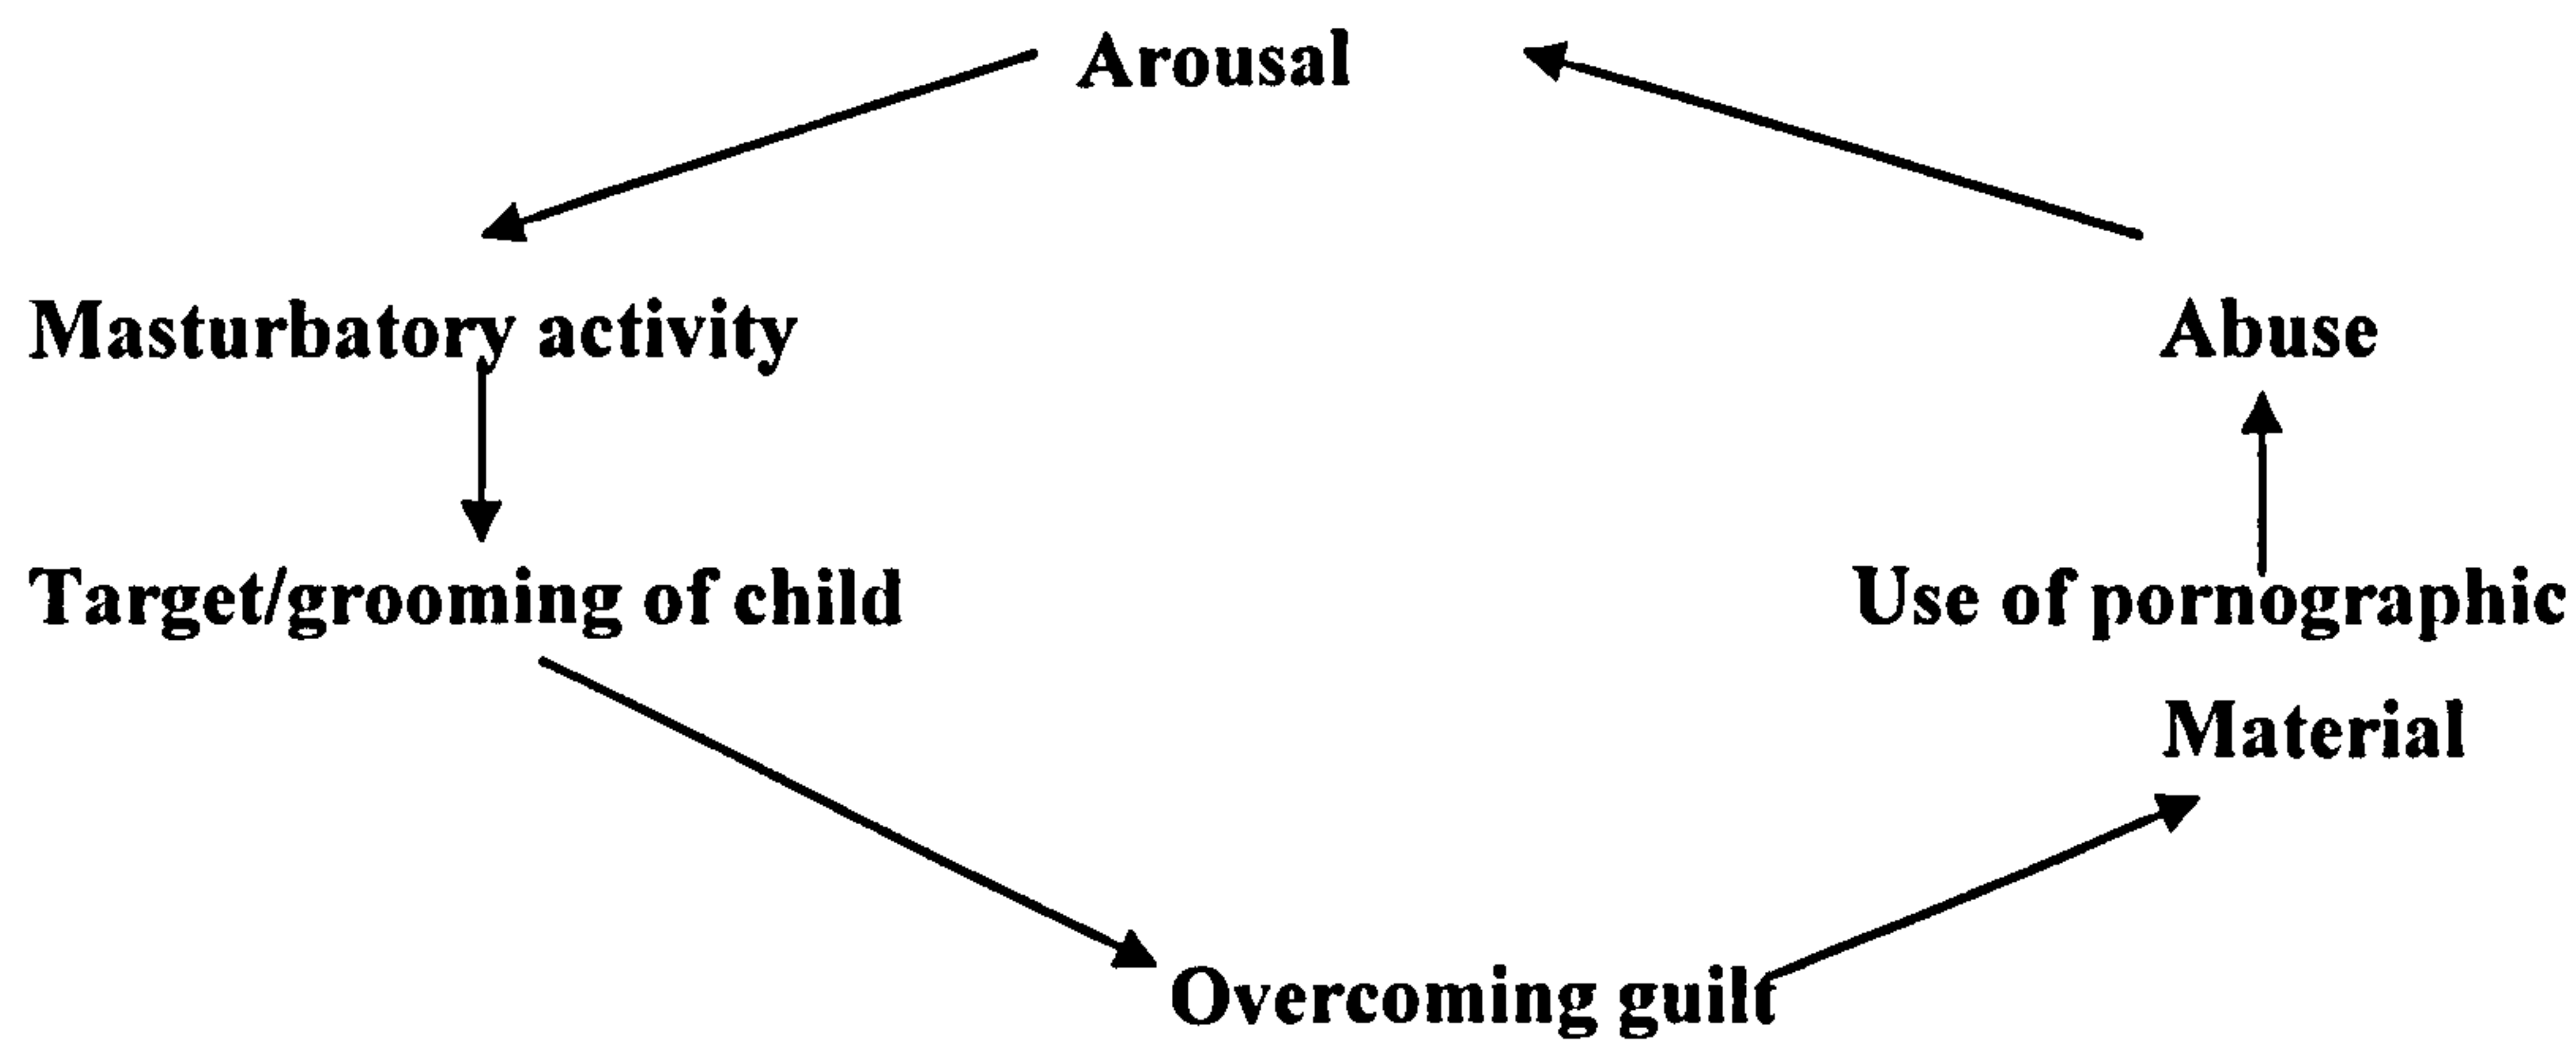 Arousal
Masturbatory activity
Abuse
Target/grooming of child
Use of pornographic
Material
Overcoming guilt